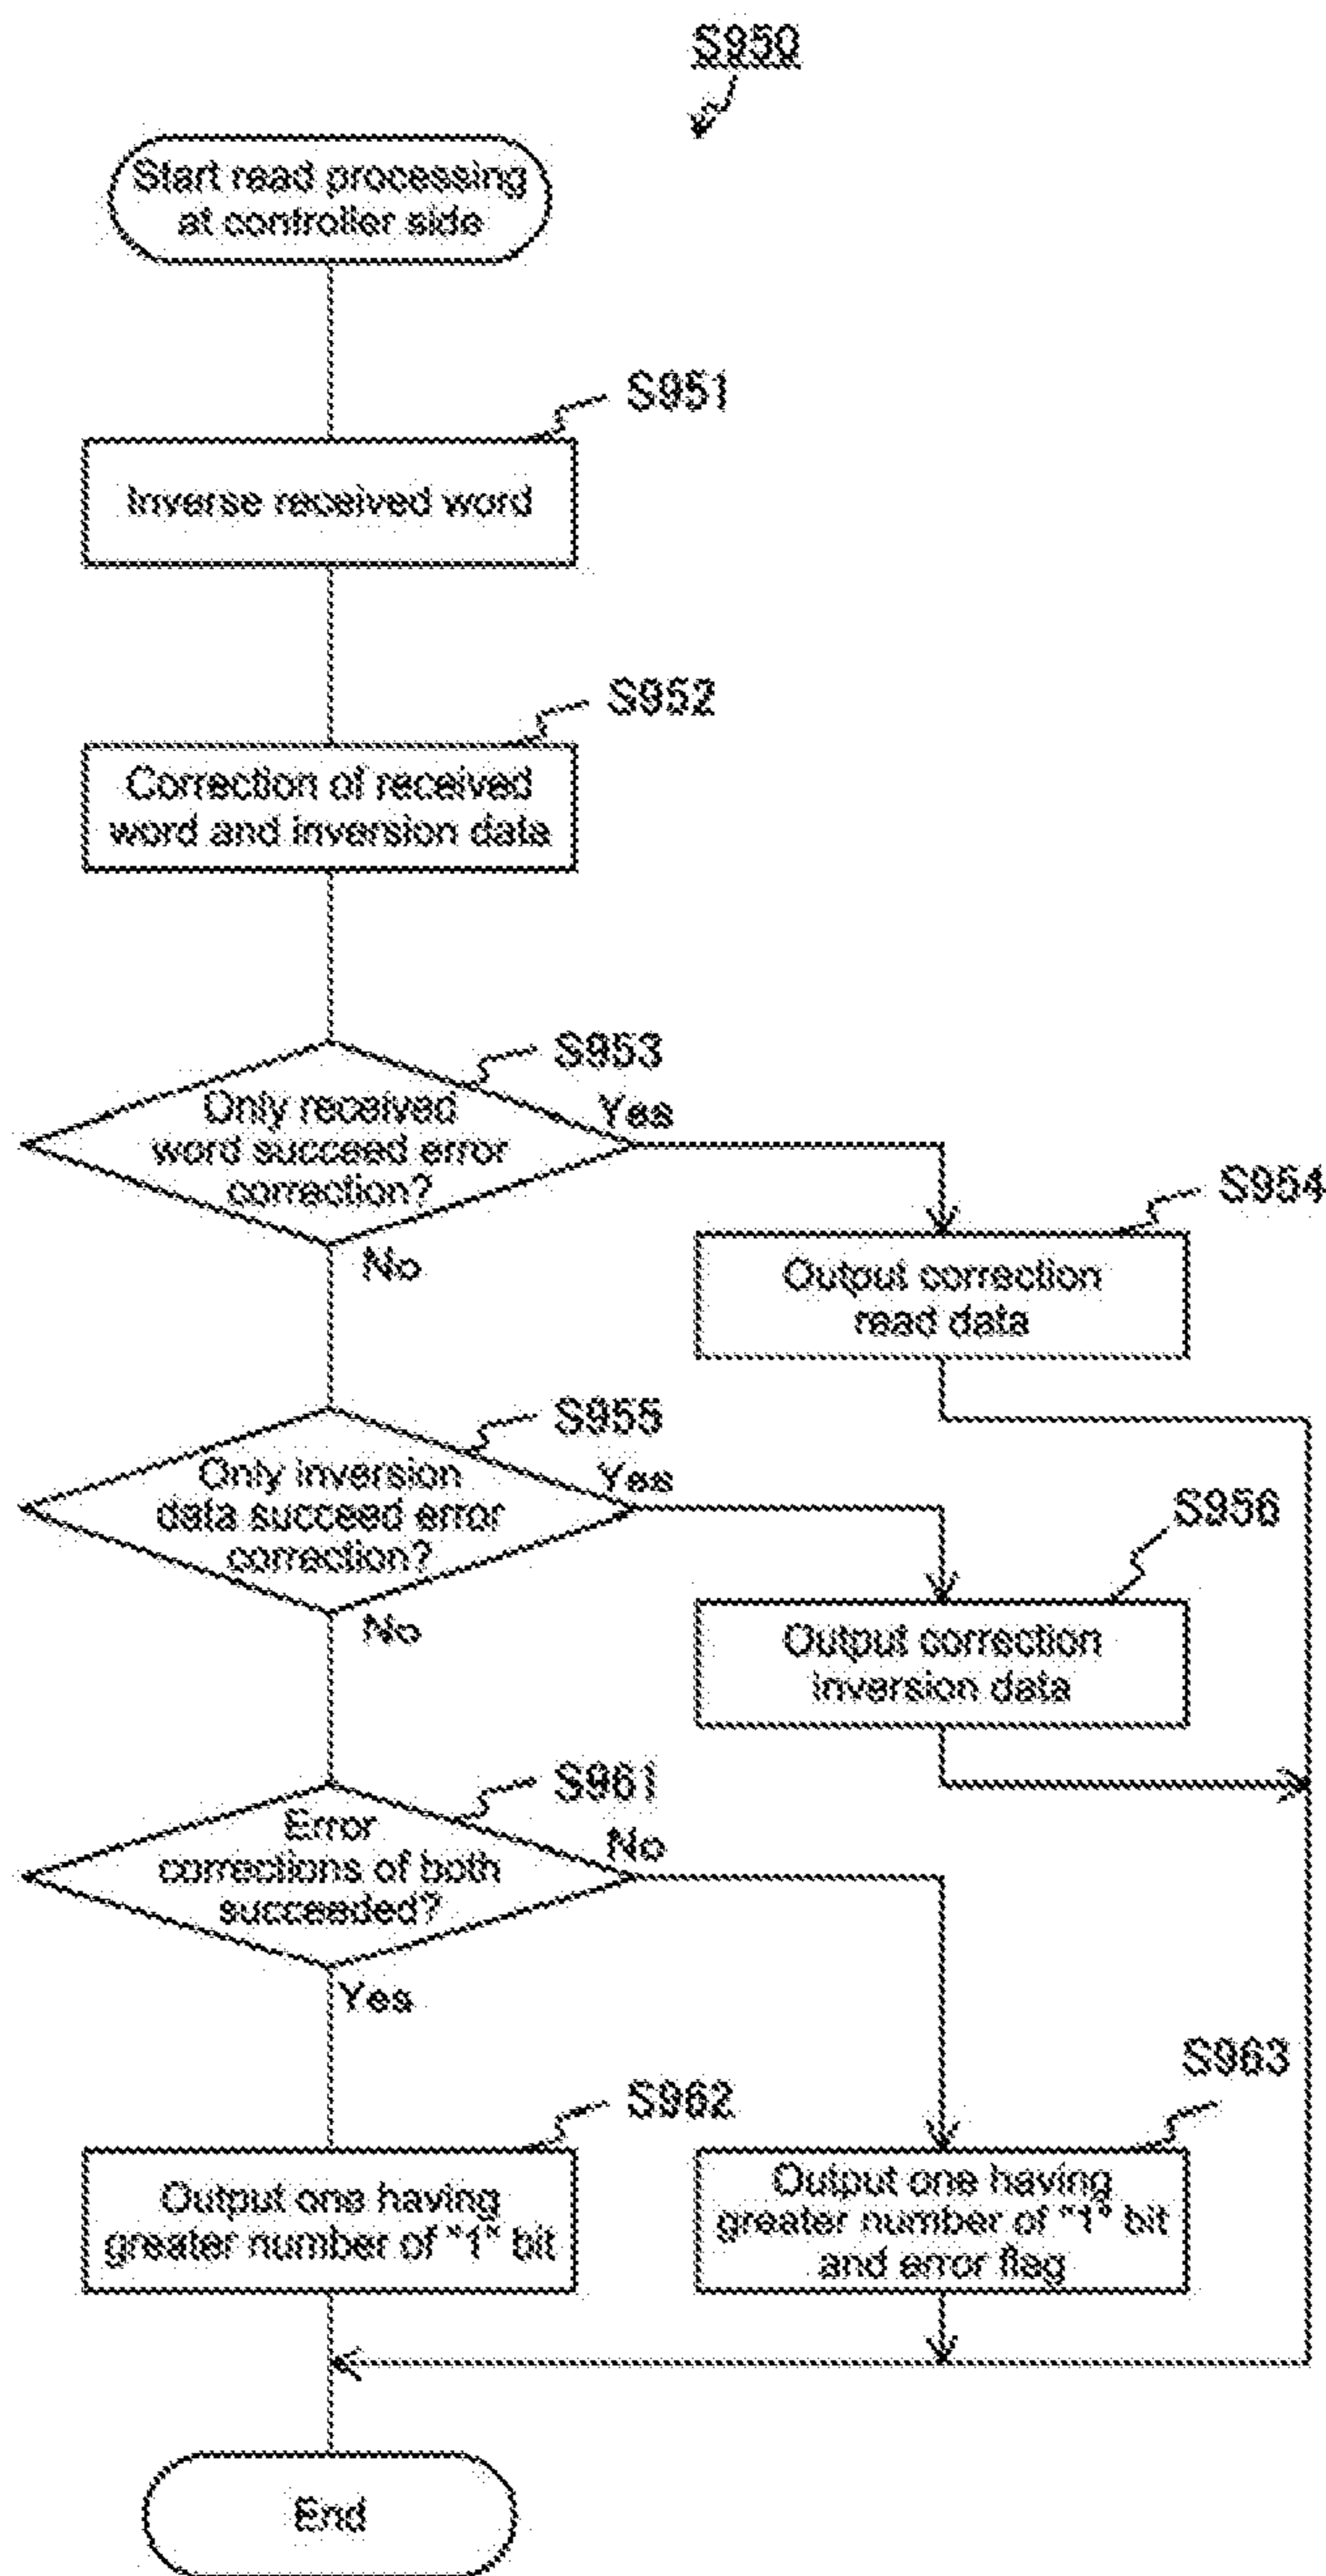 S950
Start read processing
at controller side
S951
Inverse received word
S952
Correction of received
word and inversion data
S953
Only received
word succeed error
correction?
Yes
No
S954
Output correction
read data
S955
Only inversion
data succeed error
correction?
Yes
No
S956
Output correction
inversion data
S961
Error
corrections of both
succeeded?
No
Yes
S962
Output one having
greater number of "1" bit
S963
Output one having
greater number of "1" bit
and error flag
End